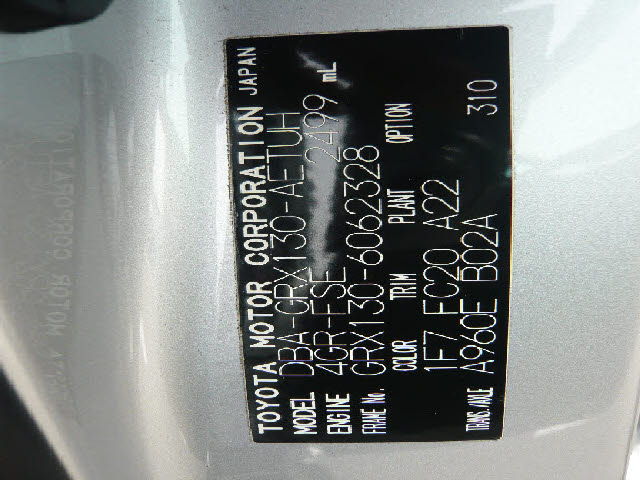 TOYOTA MOTOR CORPORATION JAPAN
MODEL DBA-GRX130-AETUH
ENGINE 4GR-FSE 2499 mL
FRAME No. GRX130-6062328
COLOR TRIM PLANT OPTION
1F7 FC20 A22 310
TRANS./AXLE A960E B02A